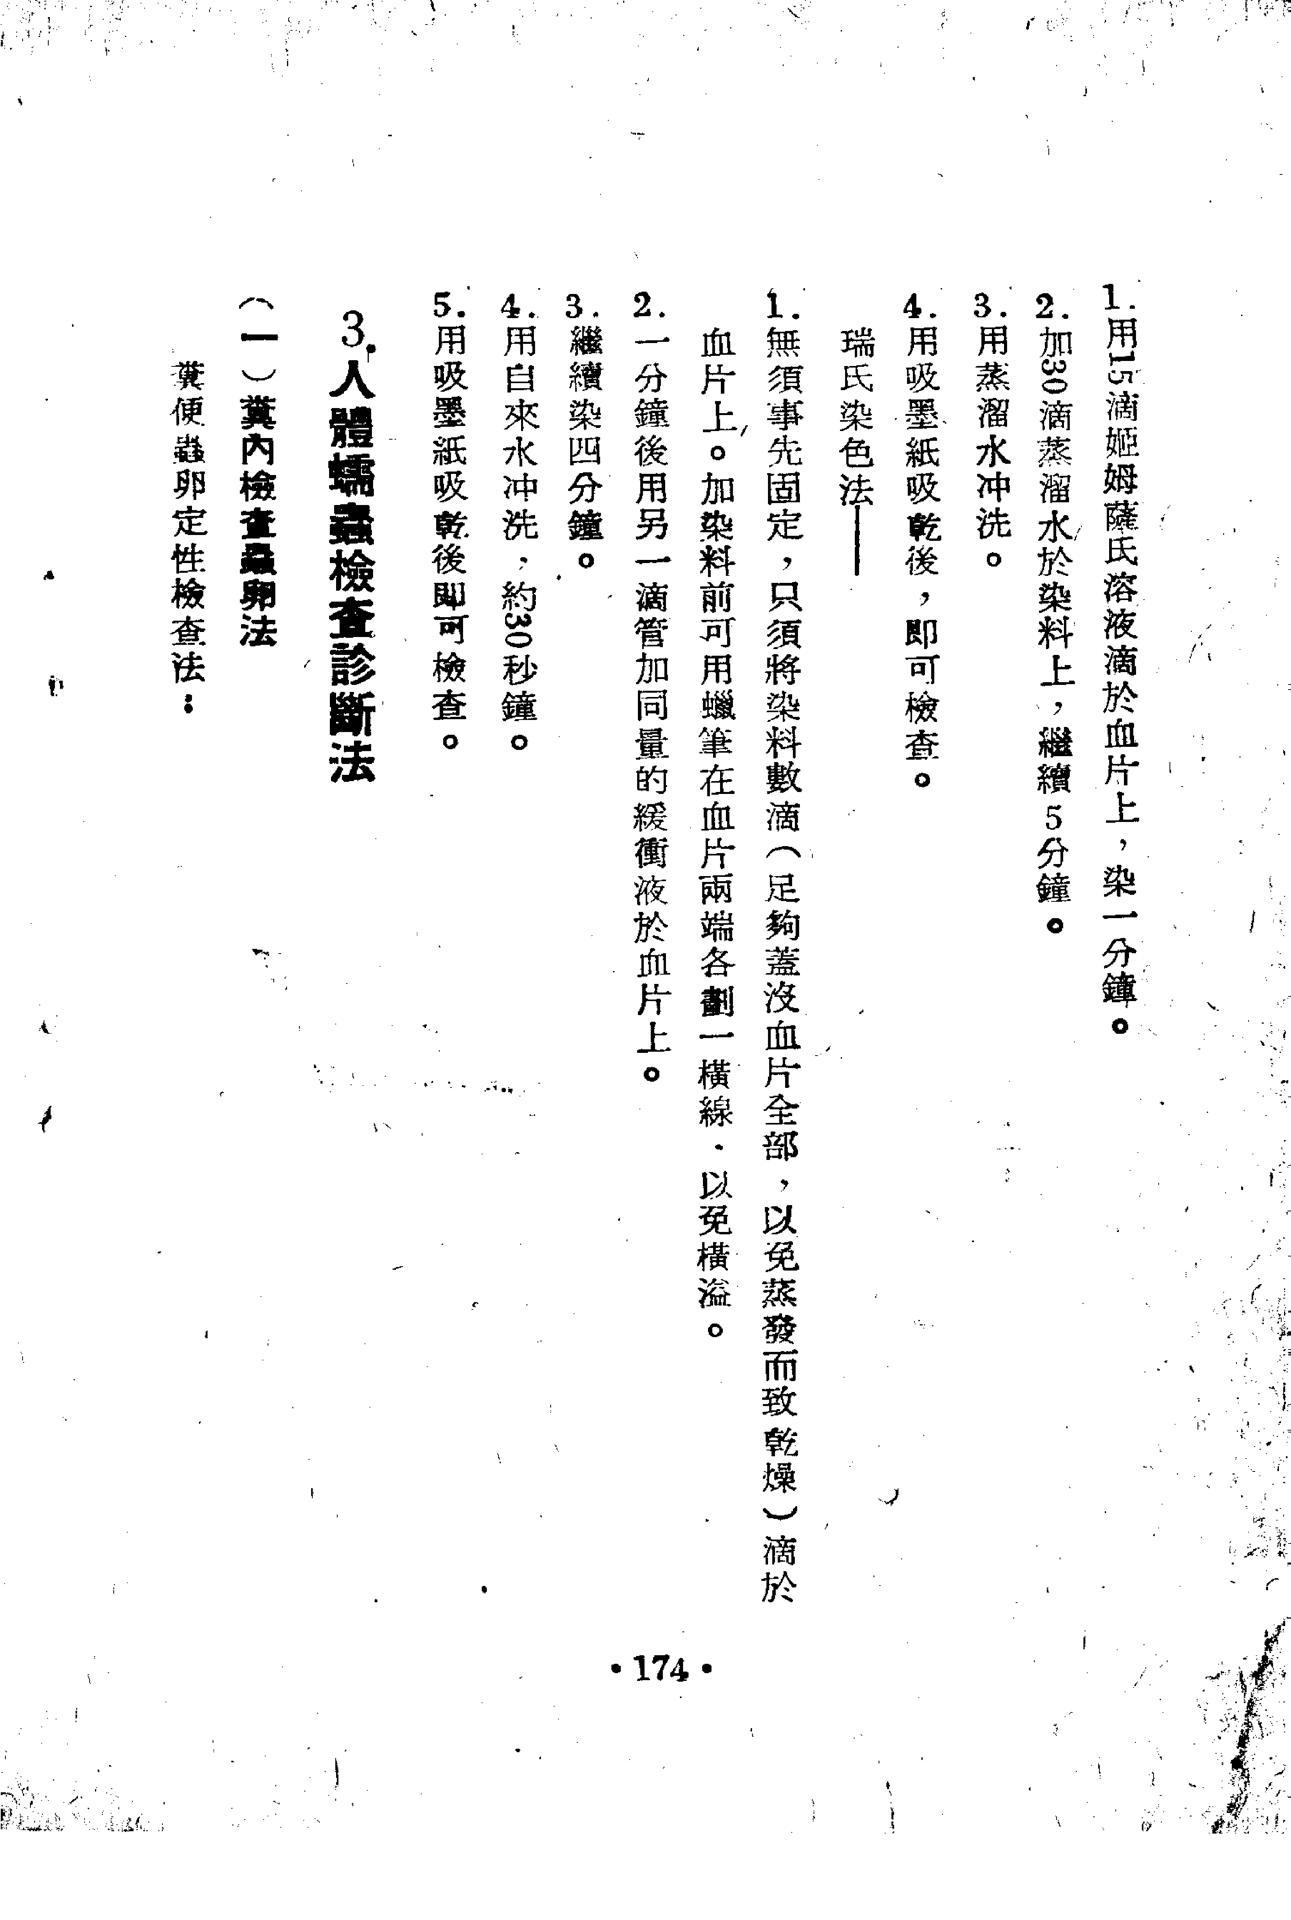 1.用15滴姬姆薩氏溶液滴於血片上，染一分鐘。
2.加30滴蒸溜水於染料上，繼續5分鐘。
3.用蒸溜水冲洗。
4.用吸墨紙吸乾後，即可檢查。
瑞氏染色法——
1.無須事先固定，只須將染料數滴（足夠蓋沒血片全部，以免蒸發而致乾燥）滴於
血片上。加染料前可用蠟筆在血片兩端各劃一橫線．以免橫溢。
2.一分鐘後用另一滴管加同量的緩衝液於血片上。
3.繼續染四分鐘。
4.用自來水冲洗，約30秒鐘。
5.用吸墨紙吸乾後即可檢查。
3.人體蠕蟲檢查診斷法
（一）糞內檢查蟲卵法
糞便蟲卵定性檢查法：
•174•